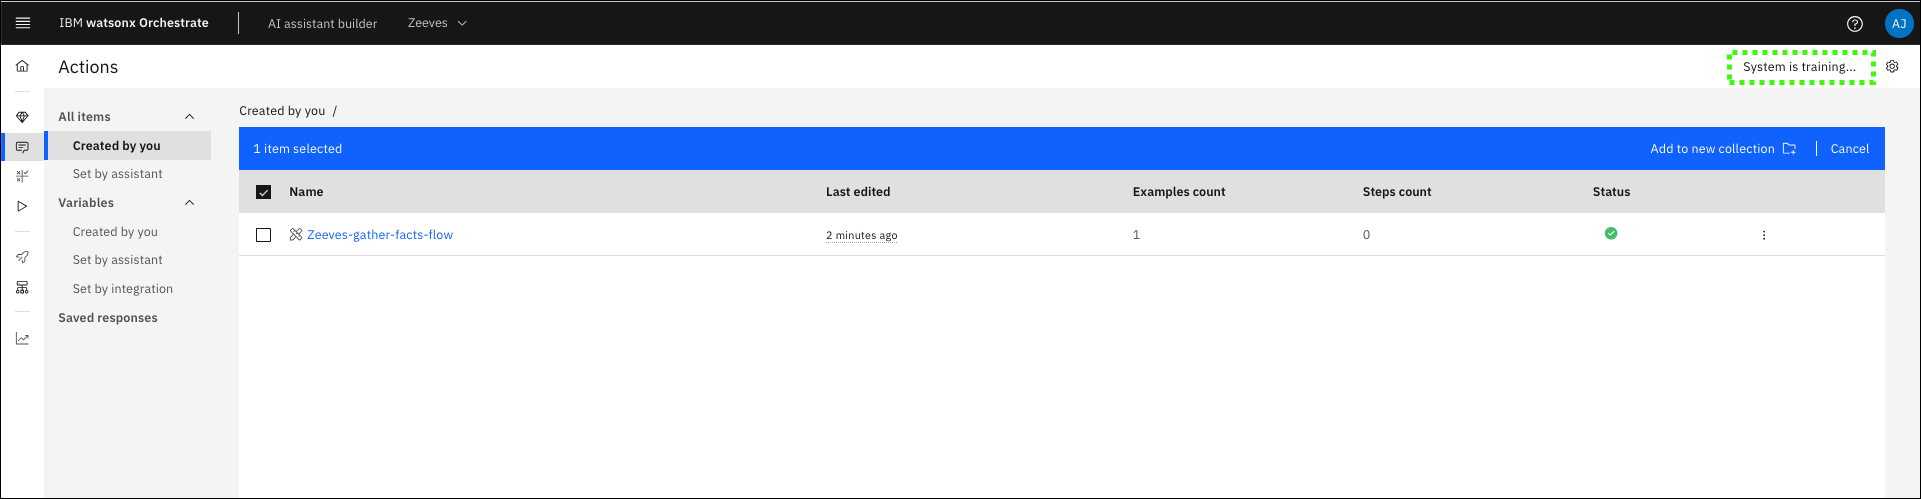 IBM watsonx Orchestrate AI assistant builder Zeeves AJ
Actions System is training...
All items
Created by you
Set by assistant
Variables
Created by you
Set by assistant
Set by integration
Saved responses
Created by you /
1 item selected Add to new collection Cancel
Name Last edited Examples count Steps count Status
Zeeves-gather-facts-flow 2 minutes ago 1 0